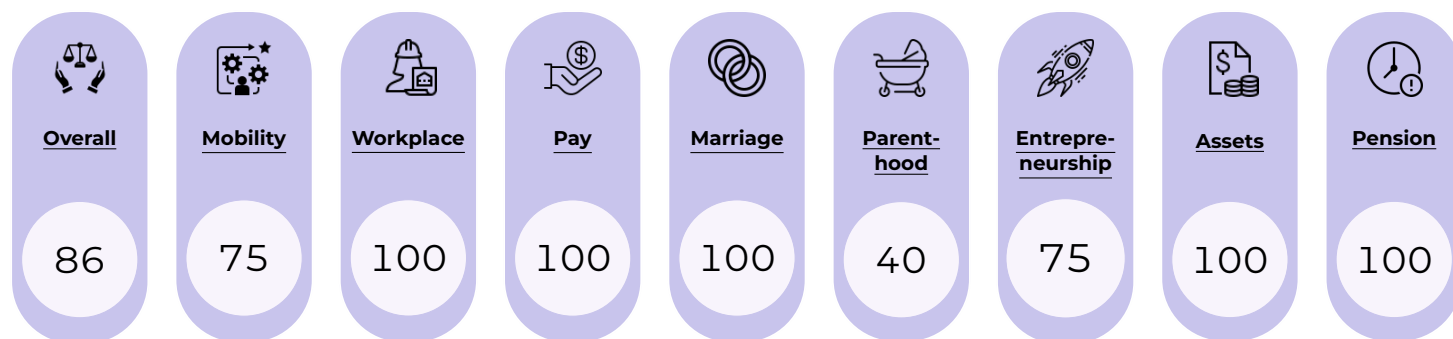 Overall
86
Mobility
75
Workplace
100
Pay
100
Marriage
100
Parent-
hood
40
Entrepre-
neurship
75
Assets
100
Pension
100